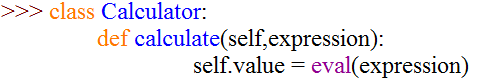 >>> class Calculator:
def calculate(self,expression):
self.value = eval(expression)